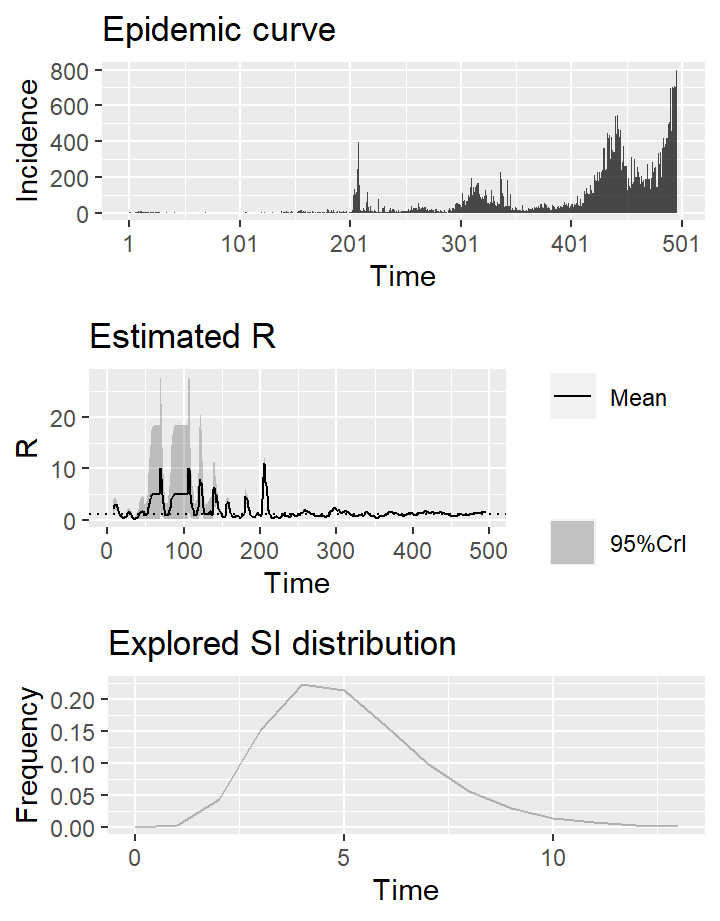 Epidemic curve
Incidence
800
600
400
200
0
1 101 201 301 401 501
Time
Estimated R
R
20
10
0
0 100 200 300 400 500
Time
Mean
95%CrI
Explored SI distribution
Frequency
0.20
0.15
0.10
0.05
0.00
0 5 10
Time